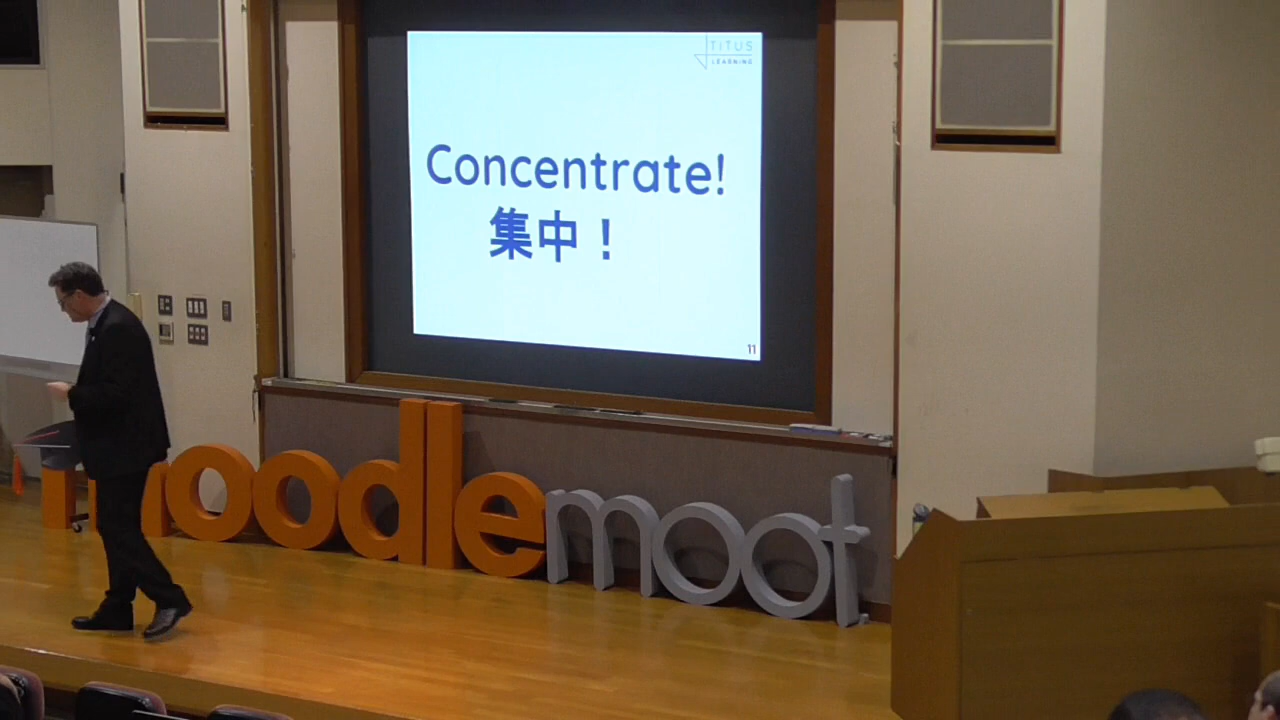 TITUS
LEARNING
Concentrate!
集中！
11
moodlemoot